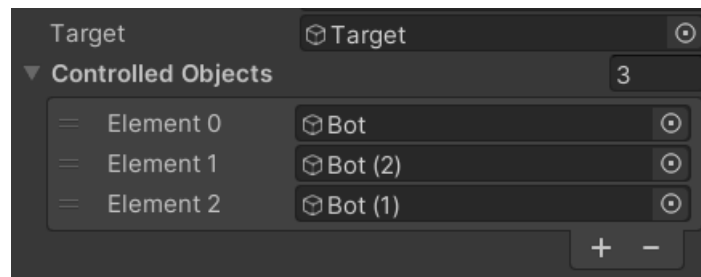 Target Target
Controlled Objects 3
Element 0 Bot
Element 1 Bot (2)
Element 2 Bot (1)
+ -